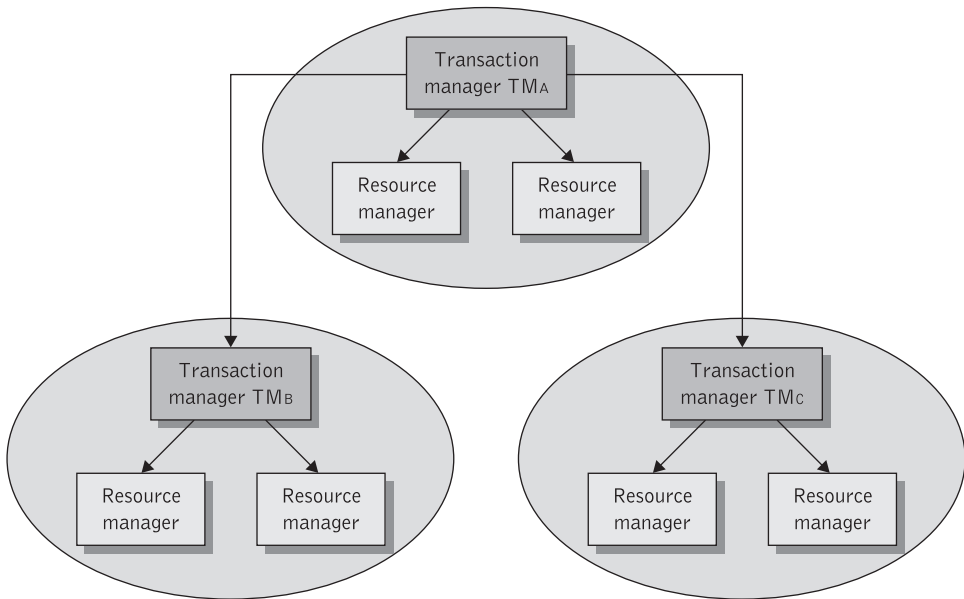 Transaction
manager TMA
Resource
manager
Resource
manager
Transaction
manager TMB
Resource
manager
Resource
manager
Transaction
manager TMC
Resource
manager
Resource
manager